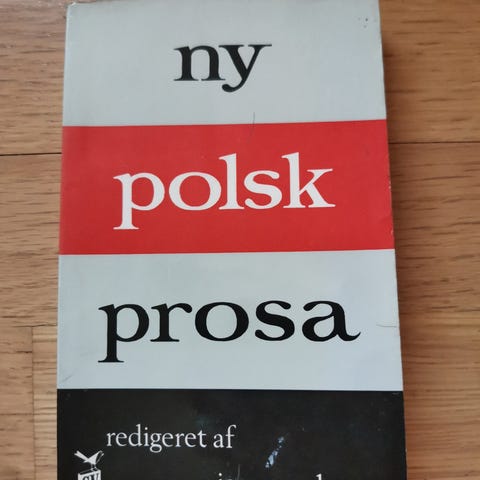 ny
polsk
prosa
redigeret af